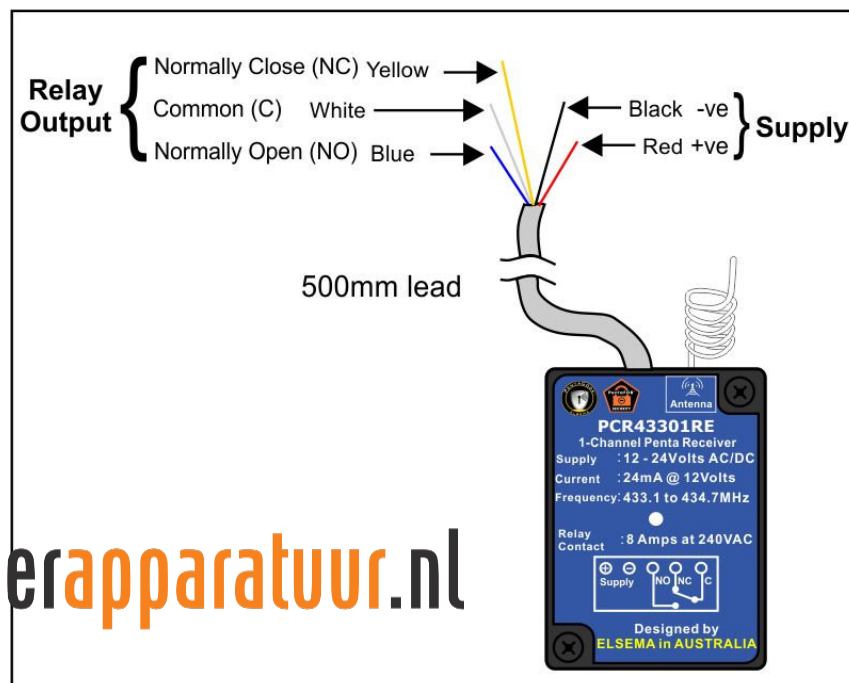 Relay Output
Normally Close (NC) Yellow
Common (C) White
Normally Open (NO) Blue
Black -ve
Red +ve
Supply
500mm lead
Antenna
PCR43301RE
1-Channel Penta Receiver
Supply : 12 - 24Volts AC/DC
Current : 24mA @ 12Volts
Frequency: 433.1 to 434.7MHz
Relay Contact : 8 Amps at 240VAC
Supply NO NC C
Designed by
ELSEMA in AUSTRALIA
erapparatuur.nl